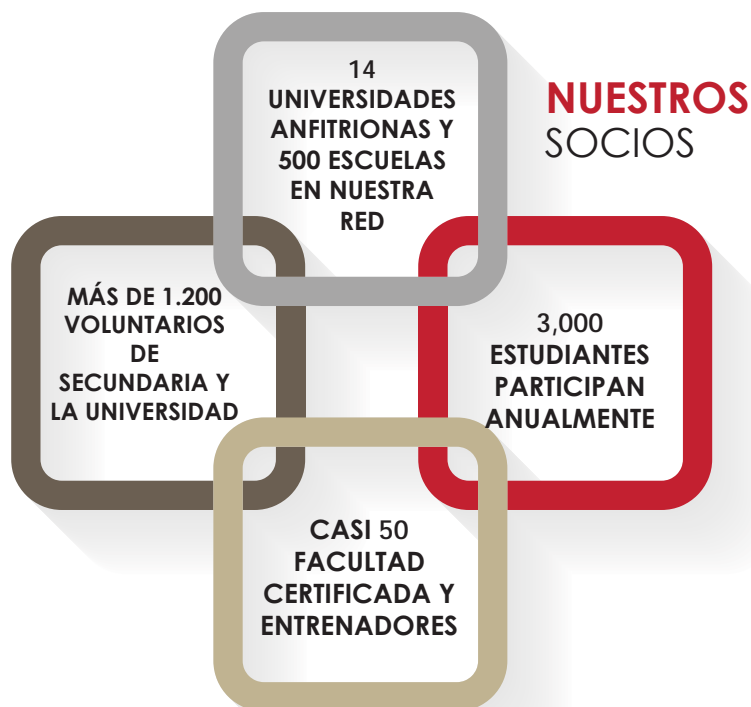 14
UNIVERSIDADES
ANFITRIONAS Y
500 ESCUELAS
EN NUESTRA
RED
NUESTROS
SOCIOS
MÁS DE 1.200
VOLUNTARIOS
DE
SECUNDARIA Y
LA UNIVERSIDAD
3,000
ESTUDIANTES
PARTICIPAN
ANUALMENTE
CASI 50
FACULTAD
CERTIFICADA Y
ENTRENADORES